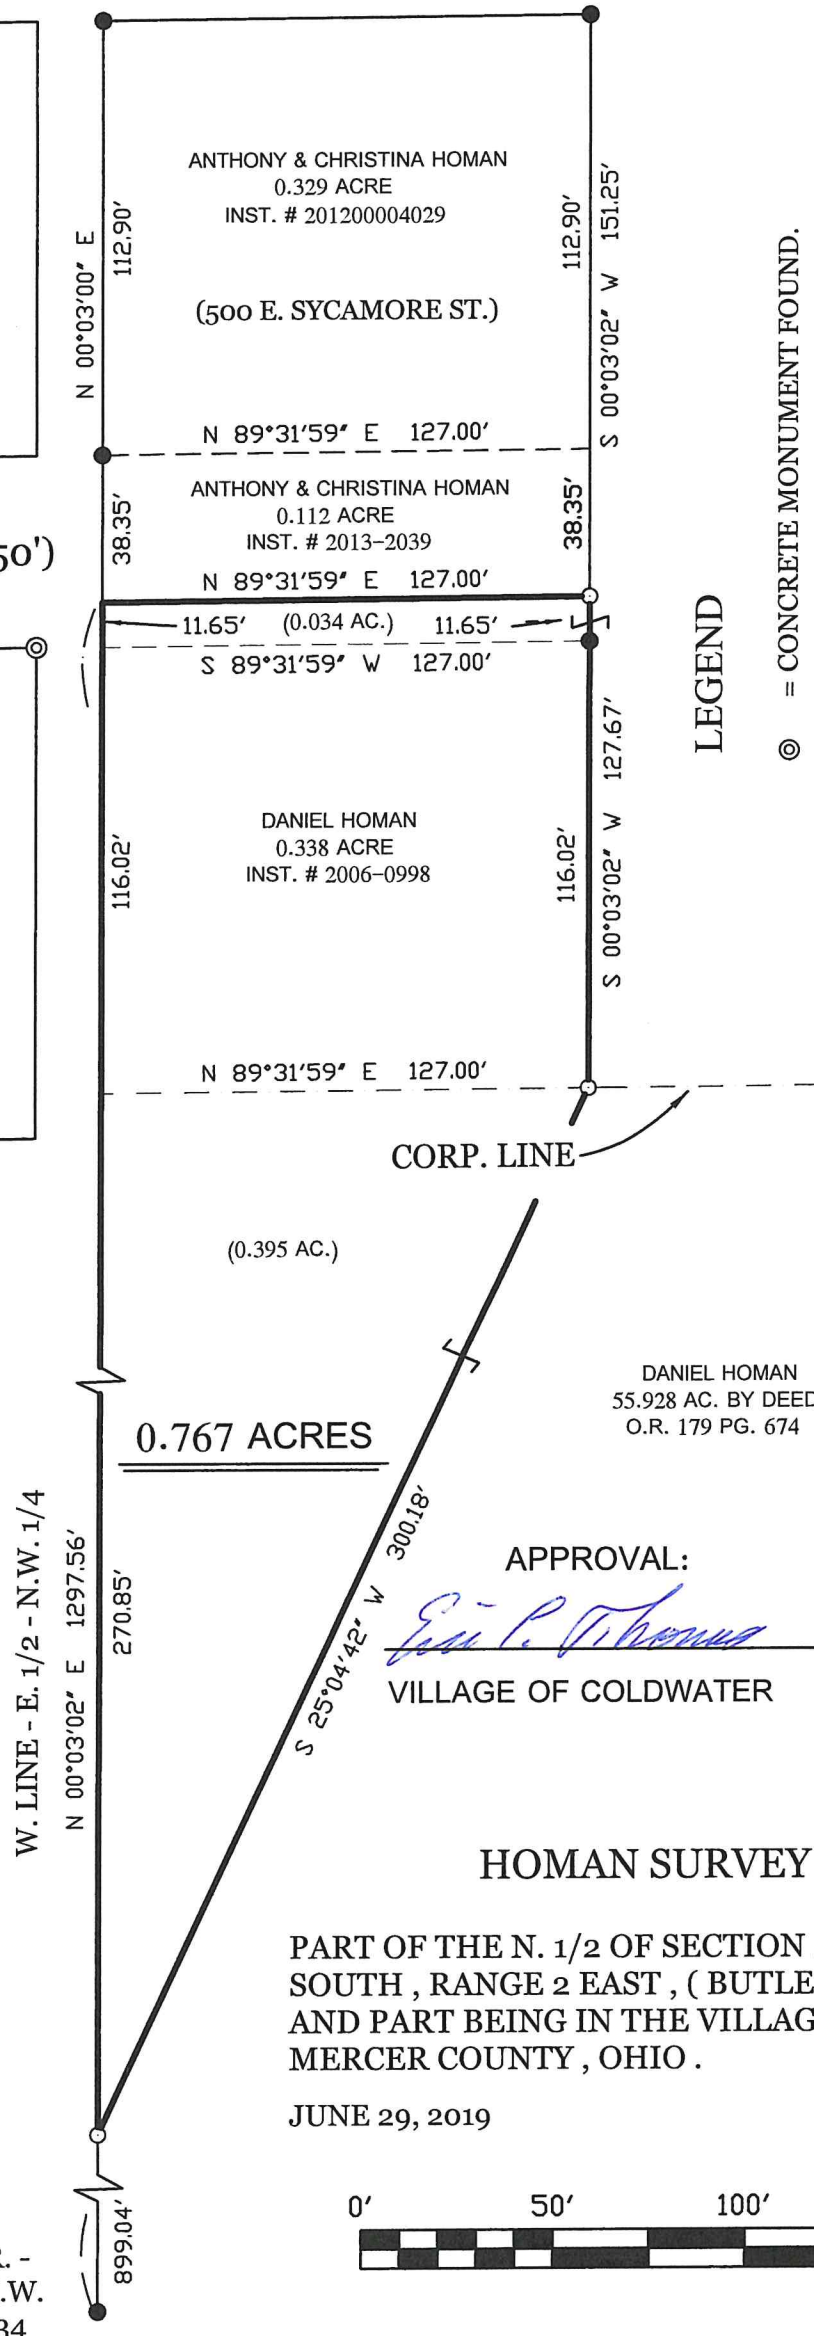 ANTHONY & CHRISTINA HOMAN
0.329 ACRE
INST. # 201200004029
(500 E. SYCAMORE ST.)
N 00°03'00" E
112.90'
112.90'
S 00°03'02" W 151.25'
N 89°31'59" E 127.00'
ANTHONY & CHRISTINA HOMAN
0.112 ACRE
INST. # 2013-2039
38.35'
38.35'
50')
N 89°31'59" E 127.00'
11.65' (0.034 AC.) 11.65'
S 89°31'59" W 127.00'
LEGEND
= CONCRETE MONUMENT FOUND.
DANIEL HOMAN
0.338 ACRE
INST. # 2006-0998
116.02'
116.02'
S 00°03'02" W 127.67'
N 89°31'59" E 127.00'
CORP. LINE
(0.395 AC.)
DANIEL HOMAN
55.928 AC. BY DEED
O.R. 179 PG. 674
0.767 ACRES
W. LINE - E. 1/2 - N.W. 1/4
N 00°03'02" E 1297.56'
270.85'
S 25°04'42" W 300.18'
APPROVAL:
Eric P. Thomas
VILLAGE OF COLDWATER
HOMAN SURVEY
PART OF THE N. 1/2 OF SECTION
SOUTH , RANGE 2 EAST , ( BUTLE
AND PART BEING IN THE VILLAG
MERCER COUNTY , OHIO .
JUNE 29, 2019
0' 50' 100'
899.04'
R. -
.W.
34